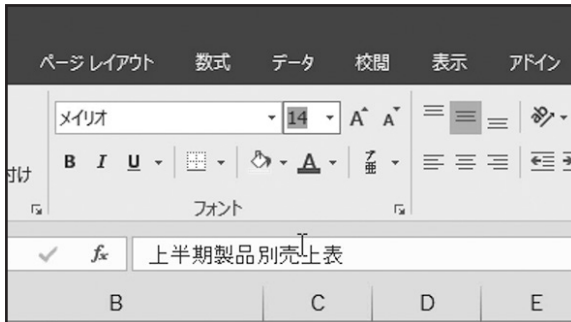 ページ レイアウト 数式 データ 校閲 表示 アドイン
メイリオ 14 A A
付け B I U A ア亜
フォント
fx 上半期製品別売上表
B C D E